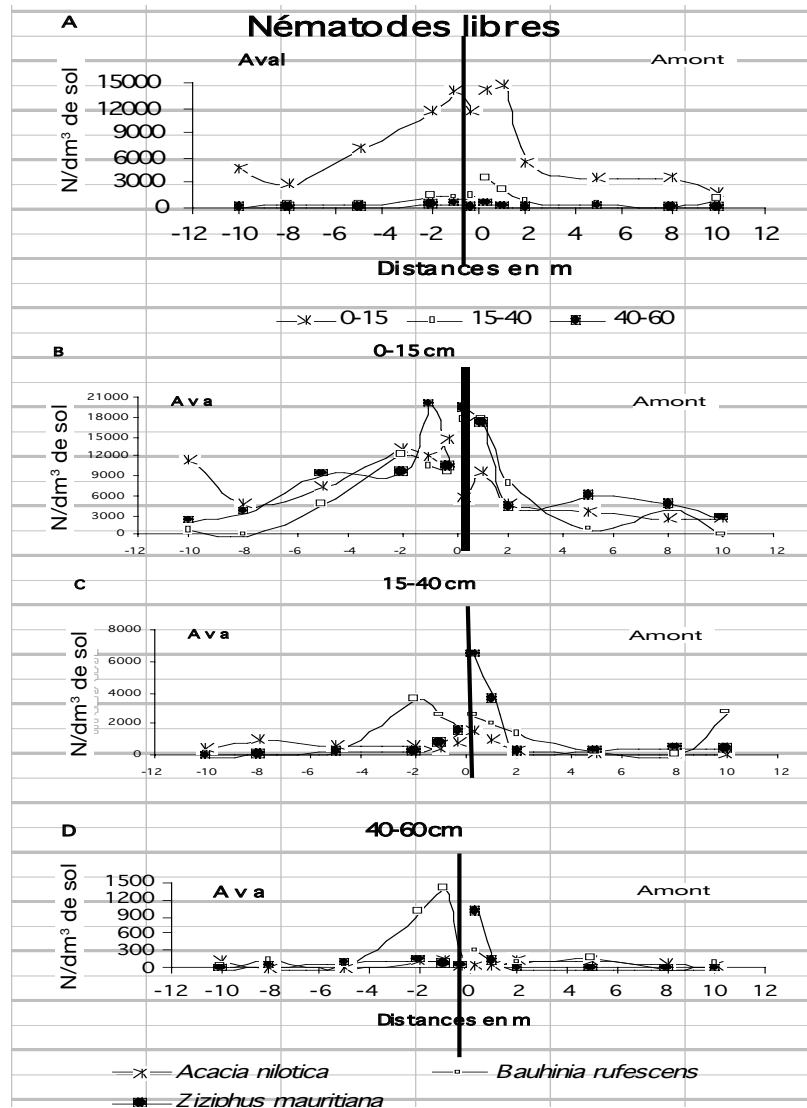 A
Nématodes libres
Aval Amont
N/dm³ de sol
15000
12000
9000
6000
3000
0
-12 -10 -8 -6 -4 -2 0 2 4 6 8 10 12
Distances en m
0-15 15-40 40-60
B
0-15 cm
Ava Amont
N/dm³ de sol
21000
18000
15000
12000
9000
6000
3000
0
-12 -10 -8 -6 -4 -2 0 2 4 6 8 10 12
C
15-40 cm
Ava Amont
N/dm³ de sol
8000
6000
4000
2000
0
-12 -10 -8 -6 -4 -2 0 2 4 6 8 10 12
D
40-60cm
Ava Amont
N/dm³ de sol
1500
1200
900
600
300
0
-12 -10 -8 -6 -4 -2 0 2 4 6 8 10 12
Distances en m
Acacia nilotica Bauhinia rufescens
Ziziphus mauritiana